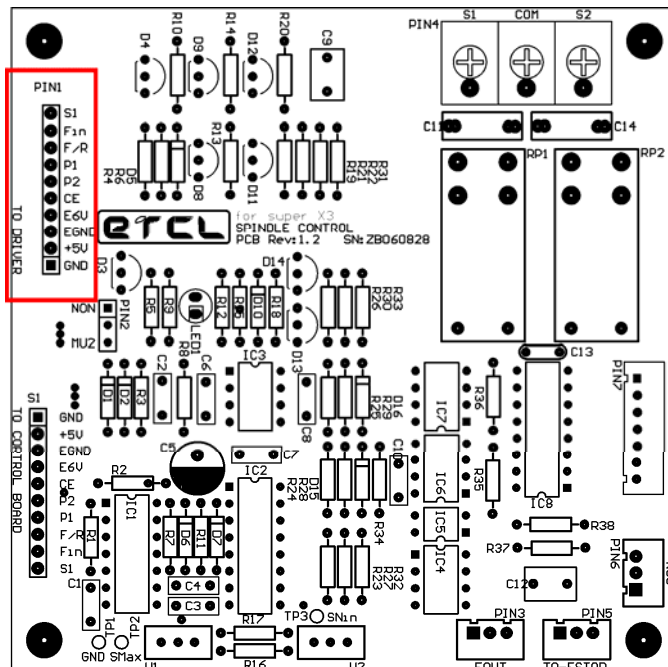 S1 COM S2
PIN4
R10 R14 R20
D4 D9 D12
C9
PIN1
S1
Fin
F/R
P1
P2
CE
E6V
EGND
+5V
GND
TO DRIVER
C11 C14
RP1 RP2
R13
R4 R6 D5
D8 D11
R19 R21 R22 R31
ETCL
for super X3
SPINDLE CONTROL
PCB Rev:1.2 SN:ZB060828
D3 D14
R5 R9
LED1
R12 D10 R18
R26 R30 R33
NON
PIN2
MU2
R8
IC3
D13
C13
PIN7
S1
TO CORTROL BOARD
GND
+5V
EGND
E6V
CE
P2
P1
F/R
Fin
S1
D1 D2 R3
C2 C6
C8
R25 R29 D16
IC7
R36
C5
C7
C10
R2
IC1
IC2
R24 R28 D15
R34
IC6
R35
IC8
R1
R7 D6 R11 D7
IC5
R38
R37
C1
C4
C3
R23 R27 R32
IC4
C12
PIN6
TP1 TP2
GND SMax
R17
R16
TP3 SNin
PIN3 PIN5